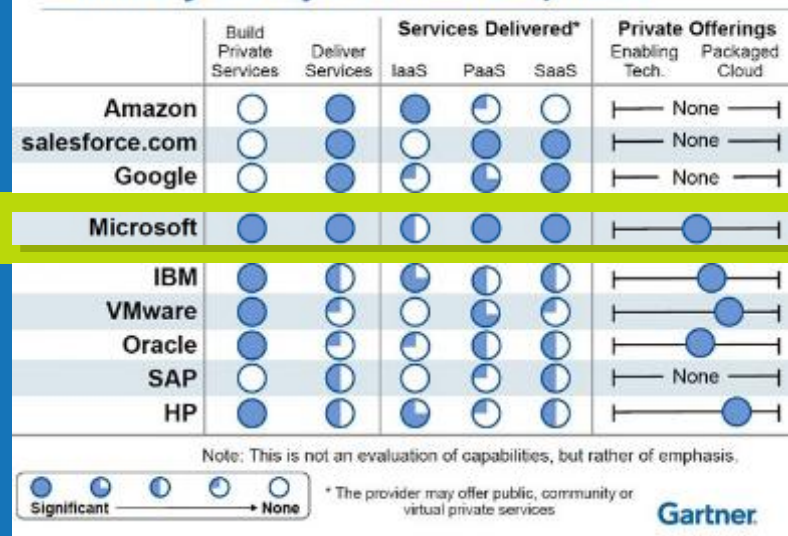 Build Private Services
Deliver Services
Services Delivered*
IaaS
PaaS
SaaS
Private Offerings
Enabling Tech.
Packaged Cloud
Amazon None
salesforce.com None
Google None
Microsoft
IBM
VMware
Oracle
SAP None
HP
Note: This is not an evaluation of capabilities, but rather of emphasis.
Significant None
* The provider may offer public, community or
virtual private services
Gartner